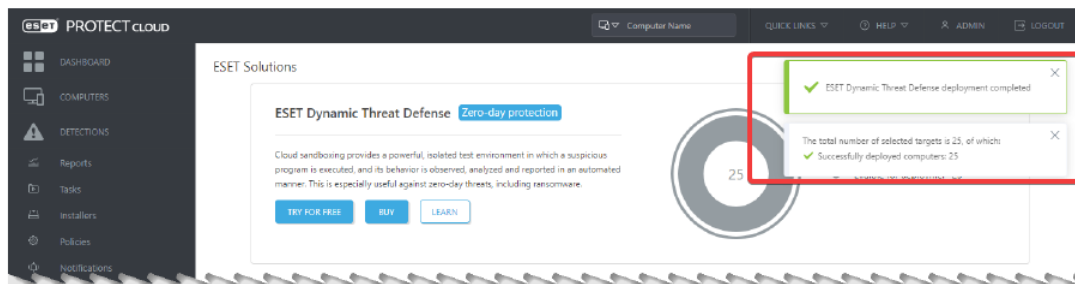 eset PROTECT CLOUD
Computer Name
QUICK LINKS
HELP
ADMIN
LOGOUT
DASHBOARD
COMPUTERS
DETECTIONS
Reports
Tasks
Installers
Policies
Notifications
ESET Solutions
ESET Dynamic Threat Defense Zero-day protection
Cloud sandboxing provides a powerful, isolated test environment in which a suspicious
program is executed, and its behavior is observed, analyzed and reported in an automated
manner. This is especially useful against zero-day threats, including ransomware.
TRY FOR FREE
BUY
LEARN
25
ESET Dynamic Threat Defense deployment completed
The total number of selected targets is 25, of which:
Successfully deployed computers: 25